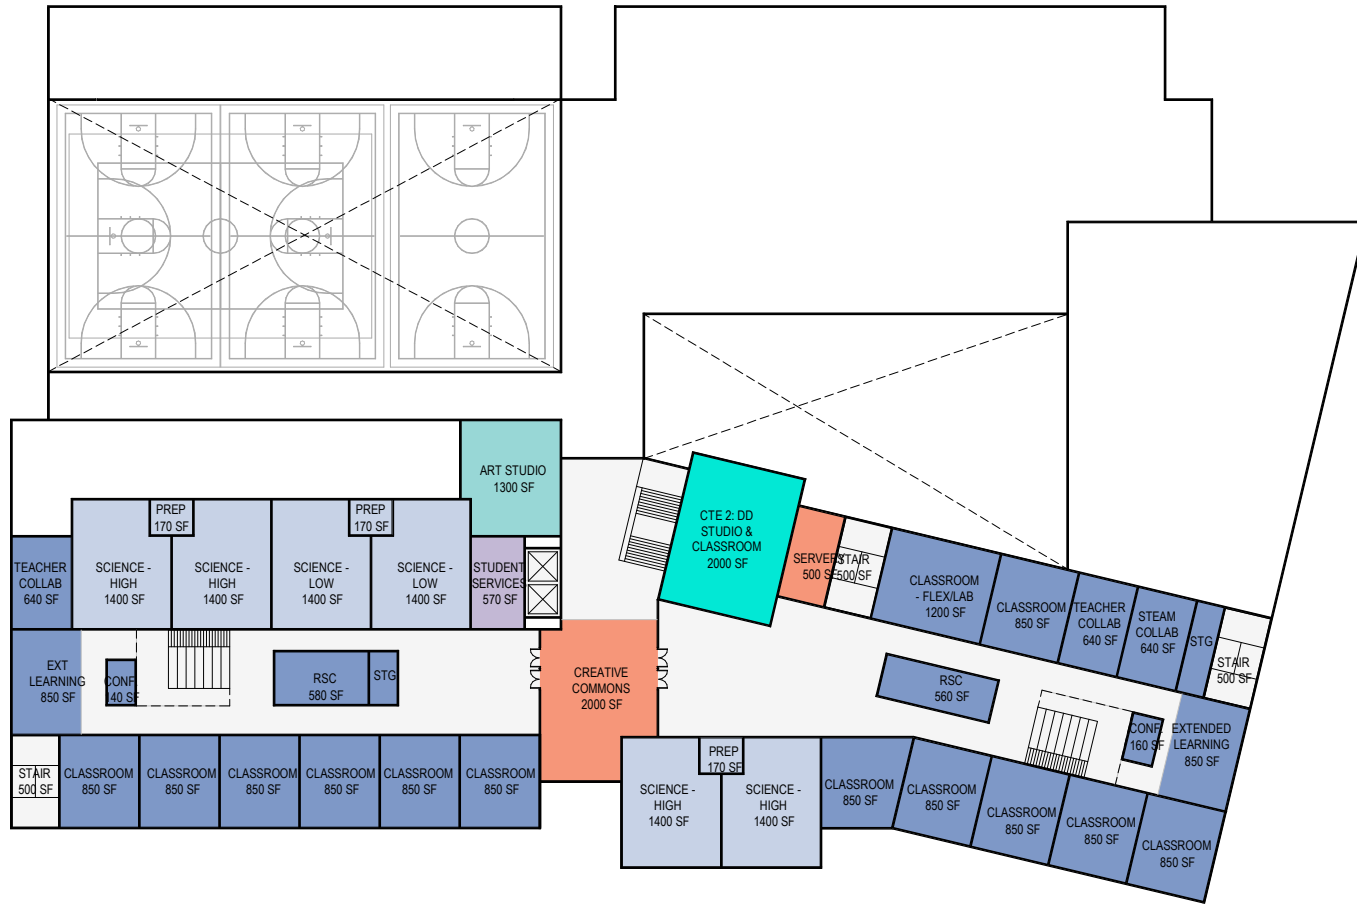 ART STUDIO
1300 SF
PREP
170 SF
PREP
170 SF
TEACHER
COLLAB
640 SF
SCIENCE -
HIGH
1400 SF
SCIENCE -
HIGH
1400 SF
SCIENCE -
LOW
1400 SF
SCIENCE -
LOW
1400 SF
STUDENT
SERVICES
570 SF
CTE 2: DD
STUDIO &
CLASSROOM
2000 SF
SERVERY
500 SF
STAIR
500 SF
CLASSROOM
- FLEX/LAB
1200 SF
CLASSROOM
850 SF
TEACHER
COLLAB
640 SF
STEAM
COLLAB
640 SF
STG
STAIR
500 SF
EXT
LEARNING
850 SF
CONF.
140 SF
RSC
580 SF
STG
CREATIVE
COMMONS
2000 SF
RSC
560 SF
CONF.
160 SF
EXTENDED
LEARNING
850 SF
STAIR
500 SF
CLASSROOM
850 SF
CLASSROOM
850 SF
CLASSROOM
850 SF
CLASSROOM
850 SF
CLASSROOM
850 SF
CLASSROOM
850 SF
PREP
170 SF
SCIENCE -
HIGH
1400 SF
SCIENCE -
HIGH
1400 SF
CLASSROOM
850 SF
CLASSROOM
850 SF
CLASSROOM
850 SF
CLASSROOM
850 SF
CLASSROOM
850 SF